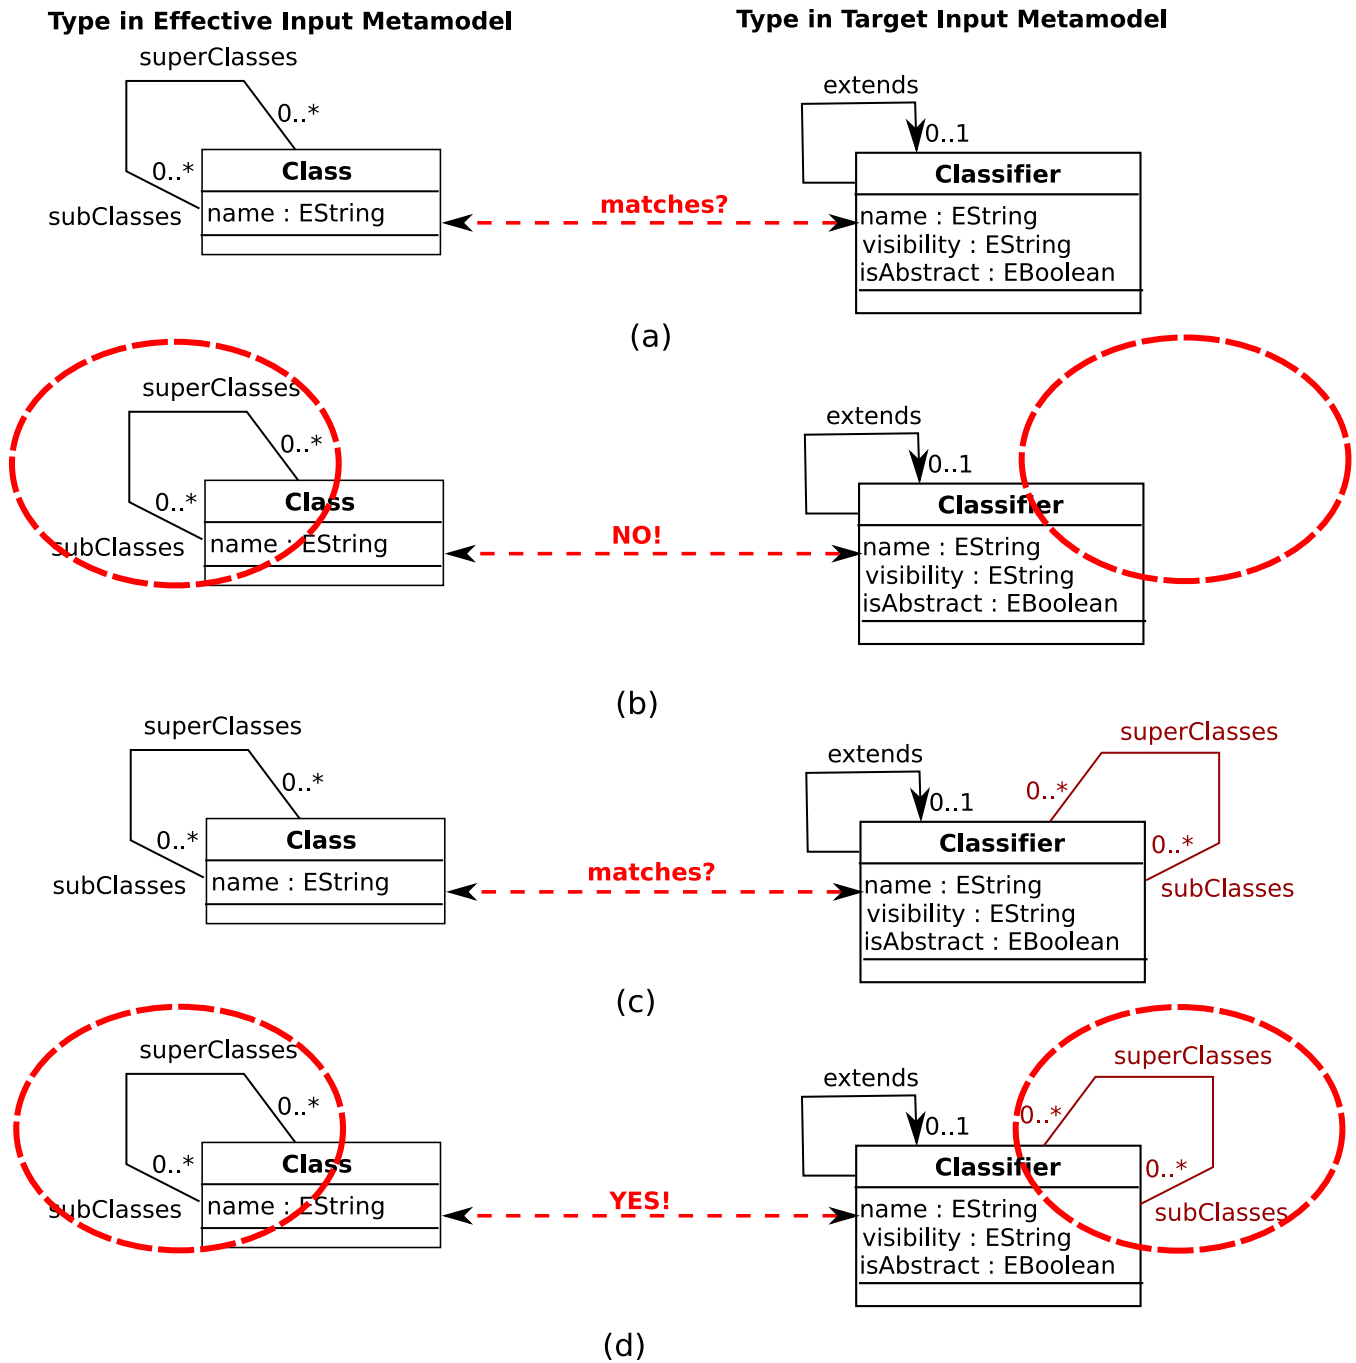 Type in Effective Input Metamodel
Type in Target Input Metamodel
superClasses
0..*
0..*
subClasses
Class
name : EString
matches?
extends
0..1
Classifier
name : EString
visibility : EString
isAbstract : EBoolean
(a)
superClasses
0..*
0..*
subClasses
Class
name : EString
NO!
extends
0..1
Classifier
name : EString
visibility : EString
isAbstract : EBoolean
(b)
superClasses
0..*
0..*
subClasses
Class
name : EString
matches?
extends
0..1
Classifier
name : EString
visibility : EString
isAbstract : EBoolean
superClasses
0..*
0..*
subClasses
(c)
superClasses
0..*
0..*
subClasses
Class
name : EString
YES!
extends
0..1
Classifier
name : EString
visibility : EString
isAbstract : EBoolean
superClasses
0..*
0..*
subClasses
(d)